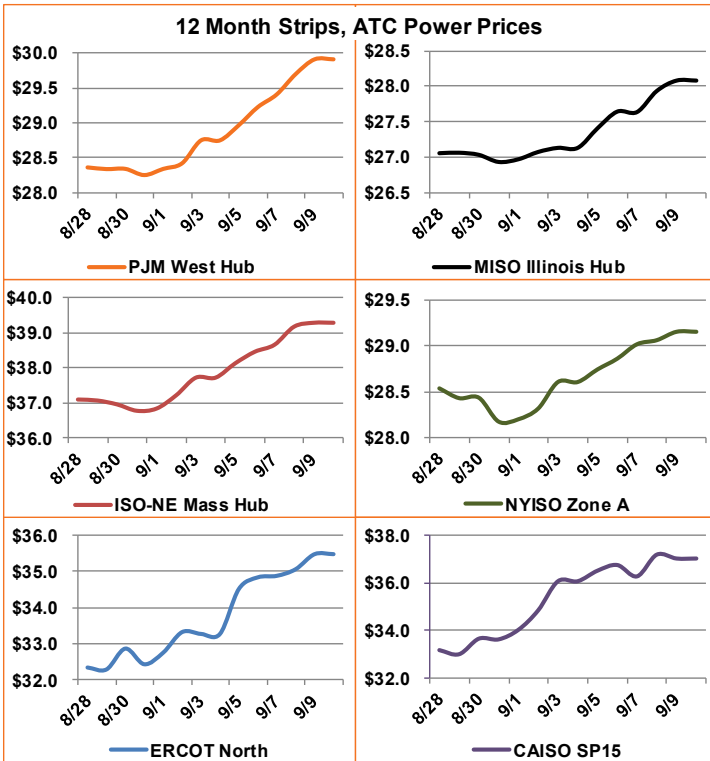 12 Month Strips, ATC Power Prices
$30.0
$29.5
$29.0
$28.5
$28.0
8/28 8/30 9/1 9/3 9/5 9/7 9/9
PJM West Hub
$28.5
$28.0
$27.5
$27.0
$26.5
8/28 8/30 9/1 9/3 9/5 9/7 9/9
MISO Illinois Hub
$40.0
$39.0
$38.0
$37.0
$36.0
8/28 8/30 9/1 9/3 9/5 9/7 9/9
ISO-NE Mass Hub
$29.5
$29.0
$28.5
$28.0
8/28 8/30 9/1 9/3 9/5 9/7 9/9
NYISO Zone A
$36.0
$35.0
$34.0
$33.0
$32.0
8/28 8/30 9/1 9/3 9/5 9/7 9/9
ERCOT North
$38.0
$36.0
$34.0
$32.0
8/28 8/30 9/1 9/3 9/5 9/7 9/9
CAISO SP15